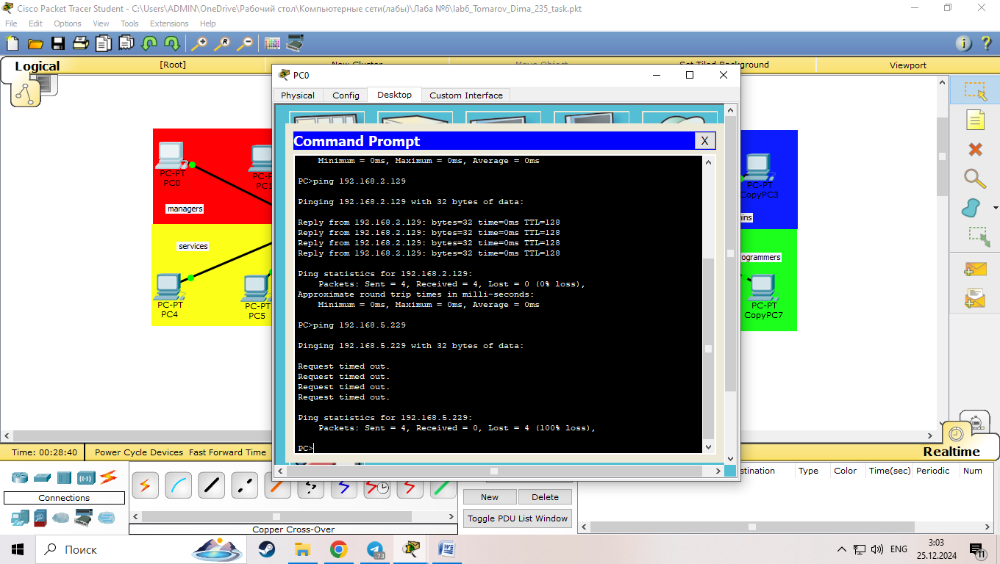 Cisco Packet Tracer Student - C:\Users\ADMIN\OneDrive\Рабочий стол\Компьютерные сети(лабы)\Лаба №6\lab6_Tomarov_Dima_235_task.pkt
File Edit Options View Tools Extensions Help
Logical
[Root]
New Cluster
Move Object
Set Tiled Background
Viewport
PC0
Physical Config Desktop Custom Interface
Command Prompt
X
Minimum = 0ms, Maximum = 0ms, Average = 0ms
PC>ping 192.168.2.129
Pinging 192.168.2.129 with 32 bytes of data:
Reply from 192.168.2.129: bytes=32 time=0ms TTL=128
Reply from 192.168.2.129: bytes=32 time=0ms TTL=128
Reply from 192.168.2.129: bytes=32 time=0ms TTL=128
Reply from 192.168.2.129: bytes=32 time=0ms TTL=128
Ping statistics for 192.168.2.129:
Packets: Sent = 4, Received = 4, Lost = 0 (0% loss),
Approximate round trip times in milli-seconds:
Minimum = 0ms, Maximum = 0ms, Average = 0ms
PC>ping 192.168.5.229
Pinging 192.168.5.229 with 32 bytes of data:
Request timed out.
Request timed out.
Request timed out.
Request timed out.
Ping statistics for 192.168.5.229:
Packets: Sent = 4, Received = 0, Lost = 4 (100% loss),
PC>
PC-PT
PC0
PC-P
PC1
managers
services
PC-PT
PC4
PC-PT
PC5
PC-PT
CopyPC3
ins
ogrammers
PC-PT
CopyPC7
Time: 00:28:40
Power Cycle Devices Fast Forward Time
Realtime
Connections
Copper Cross-Over
New
Delete
Toggle PDU List Window
stination Type Color Time(sec) Periodic Num
Поиск
73
ENG
3:03
25.12.2024
11